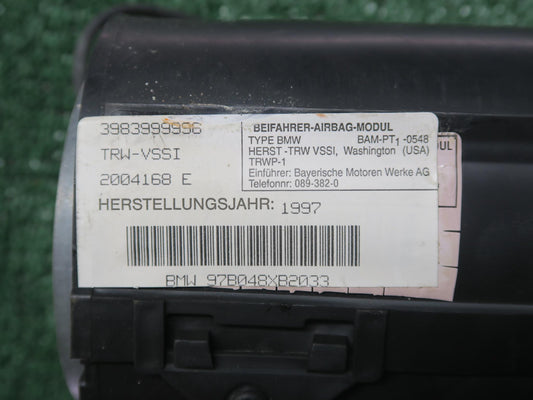 3983999996
TRW-VSSI
2004168 E
BEIFAHRER-AIRBAG-MODUL
TYPE BMW BAM-PT1 -0548
HERST -TRW VSSI, Washington (USA)
TRWP-1
Einführer: Bayerische Motoren Werke AG
Telefonnr: 089-382-0
HERSTELLUNGSJAHR: 1997
BMW 97B048XB2033
UL